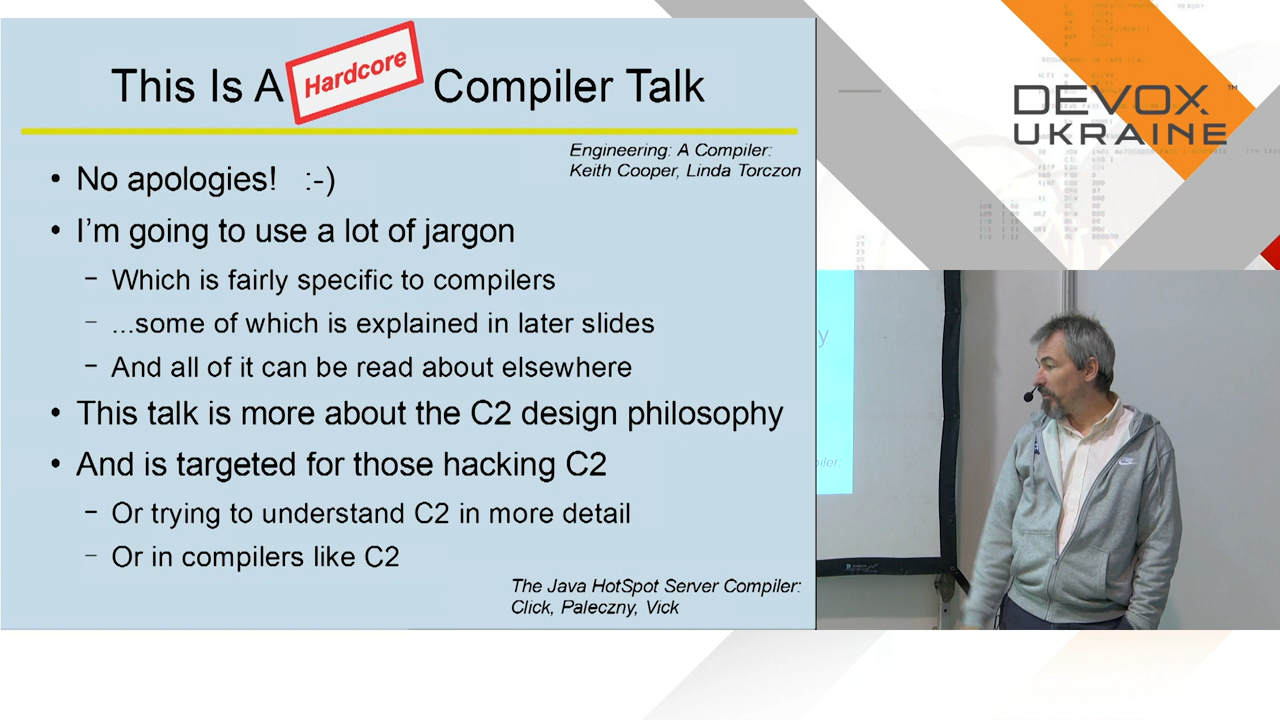 This Is A Hardcore Compiler Talk
Engineering: A Compiler:
Keith Cooper, Linda Torczon
• No apologies! :-)
• I'm going to use a lot of jargon
– Which is fairly specific to compilers
– ...some of which is explained in later slides
– And all of it can be read about elsewhere
• This talk is more about the C2 design philosophy
• And is targeted for those hacking C2
– Or trying to understand C2 in more detail
– Or in compilers like C2
The Java HotSpot Server Compiler:
Click, Paleczny, Vick
DEVOX™
UKRAINE
y